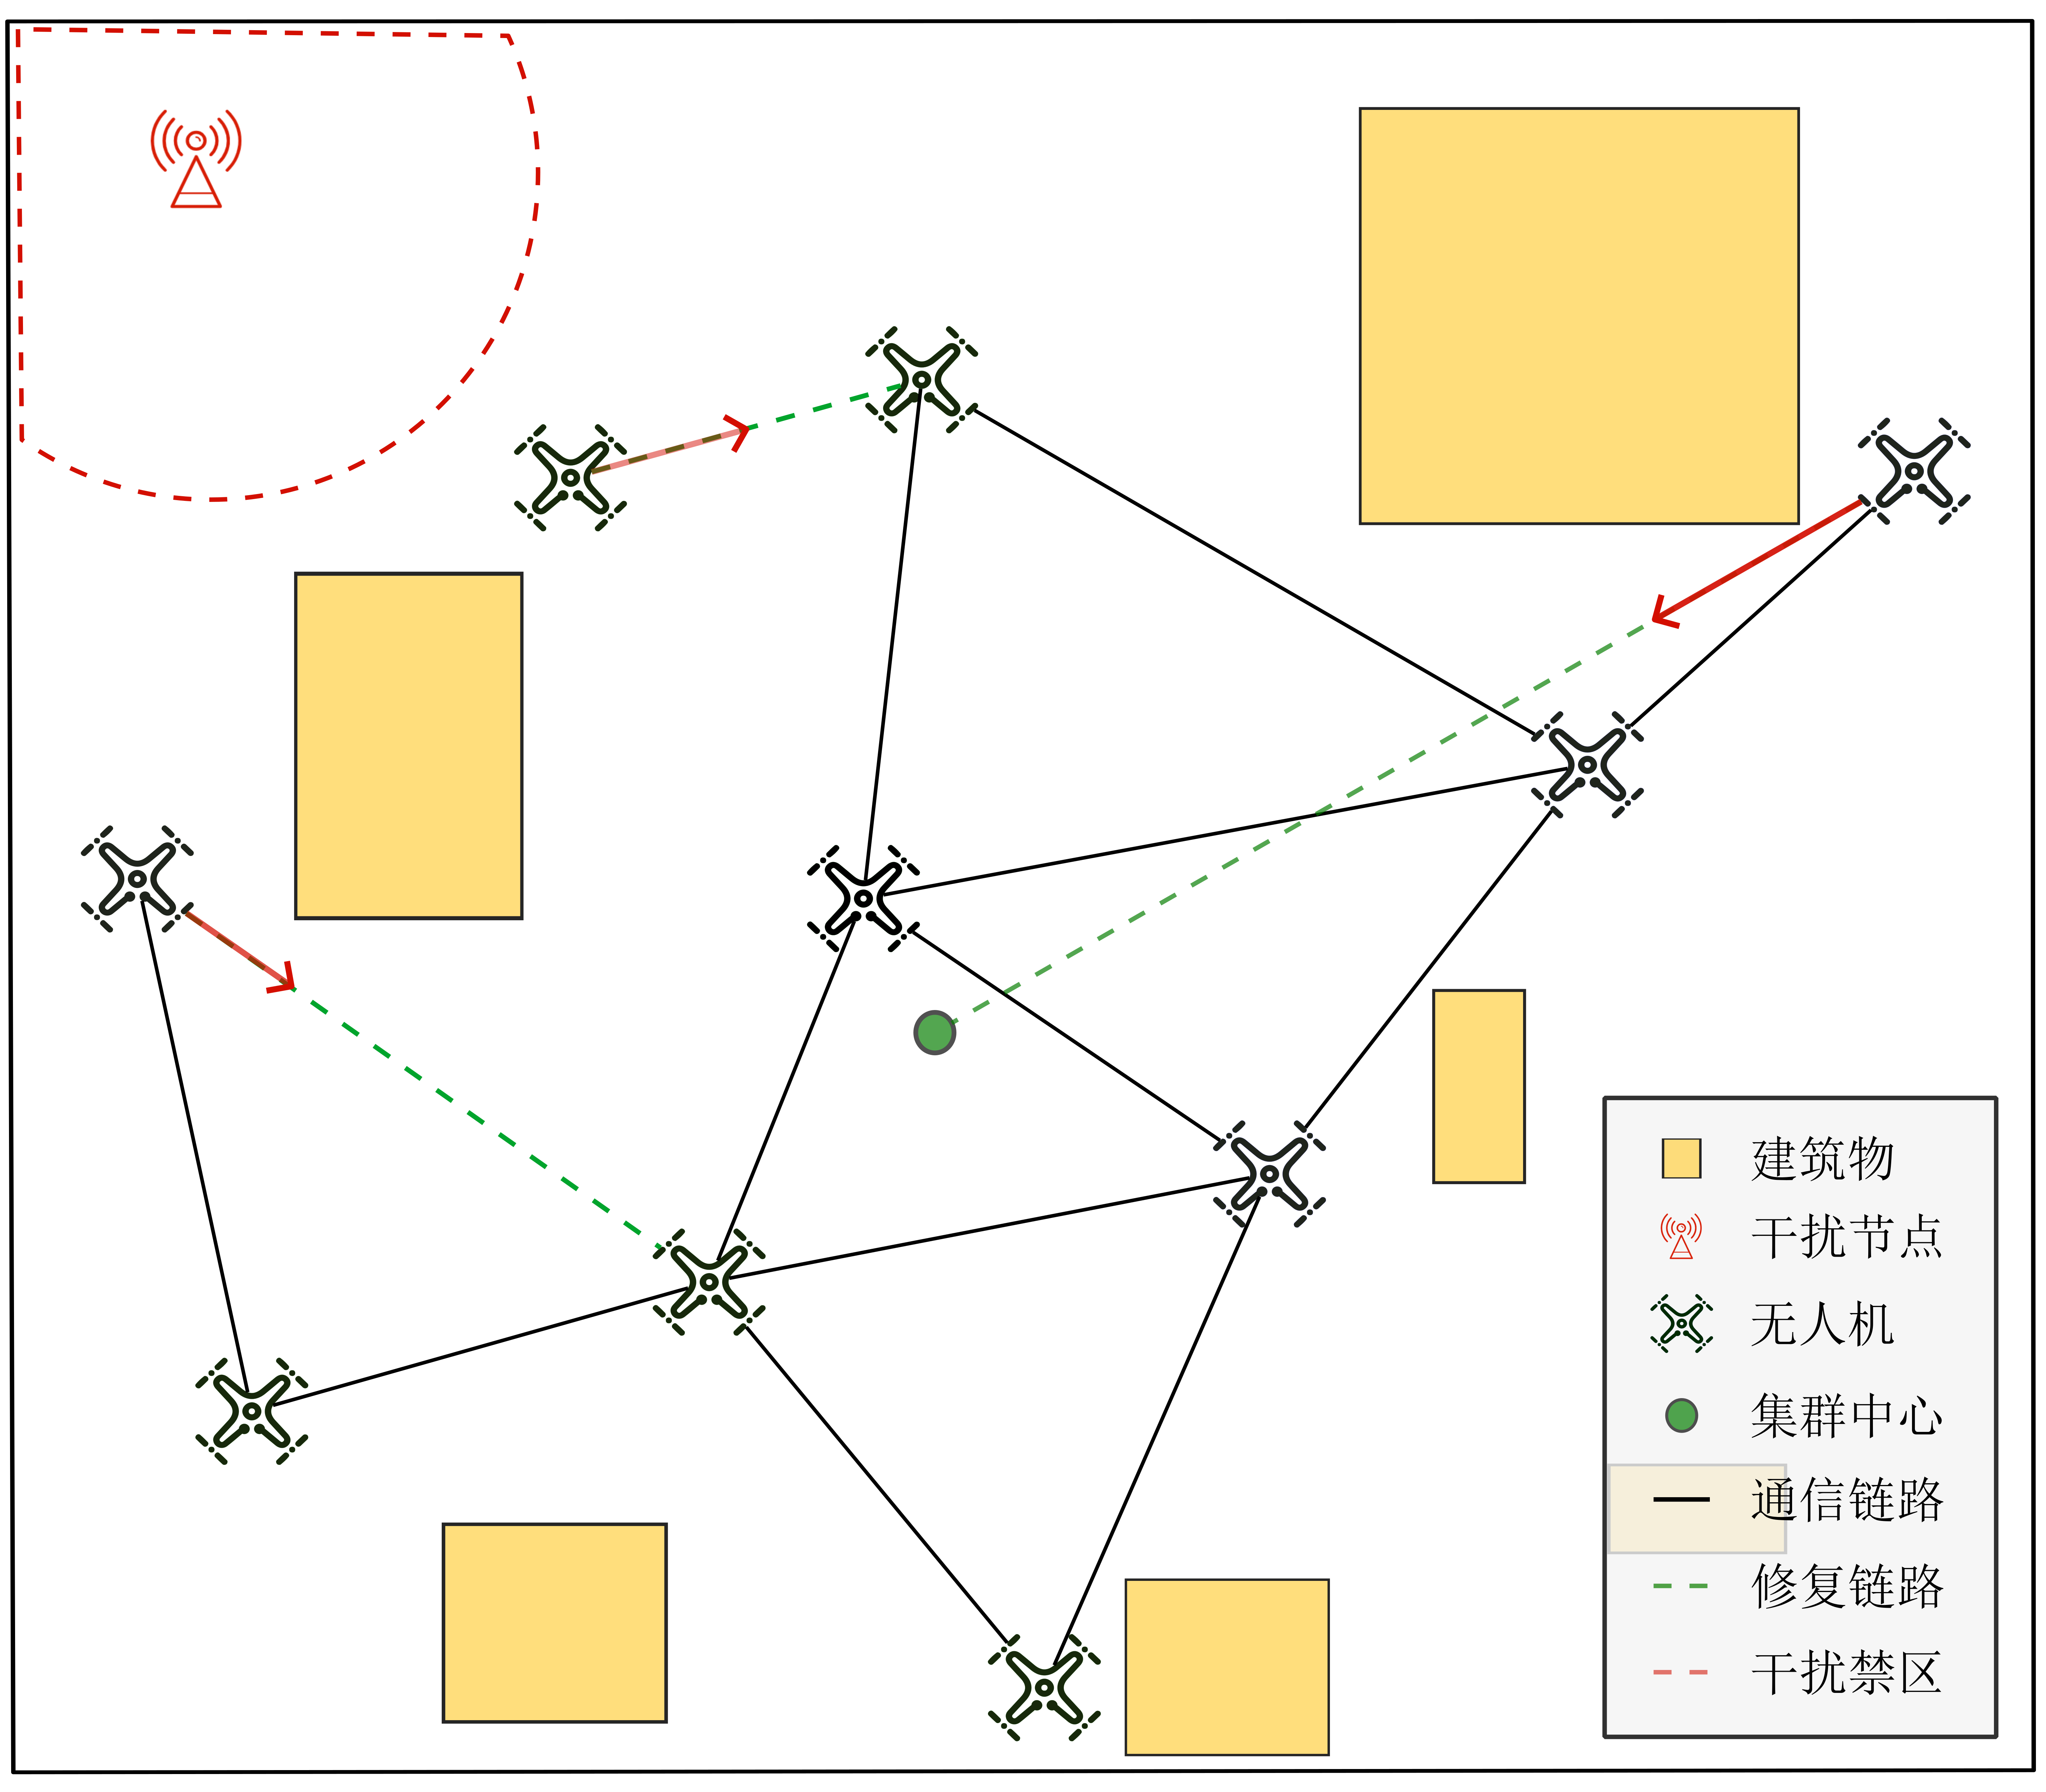 建筑物
干扰节点
无人机
集群中心
通信链路
修复链路
干扰禁区